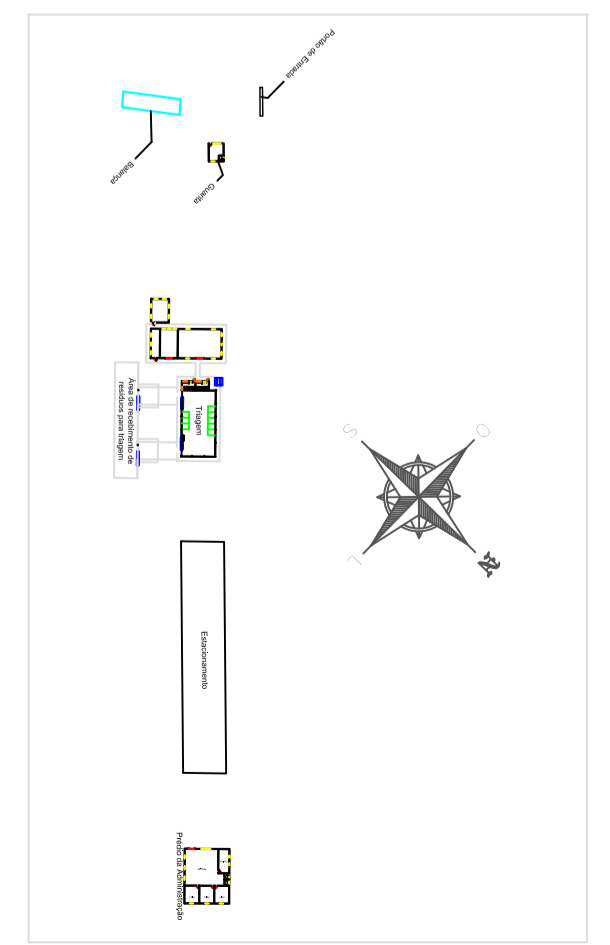 Portão de Entrada
Balança
Guarita
Área de recebimento de
resíduos para triagem
Triagem
S
O
L
N
Estacionamento
Prédio da Administração